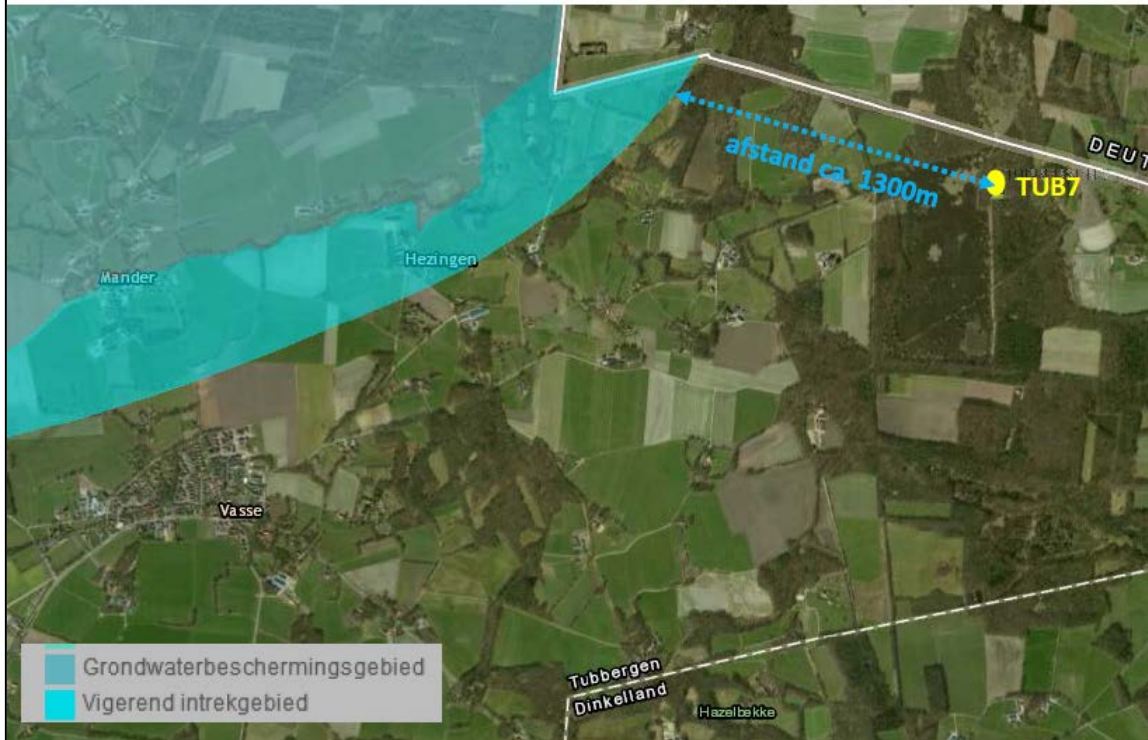 DEUT
afstand ca. 1300m
TUB7
Hezingen
Mander
Vasse
Grondwaterbeschermingsgebied
Vigerend intrekgebied
Tubbergen
Dinkelland
Hazelbekke